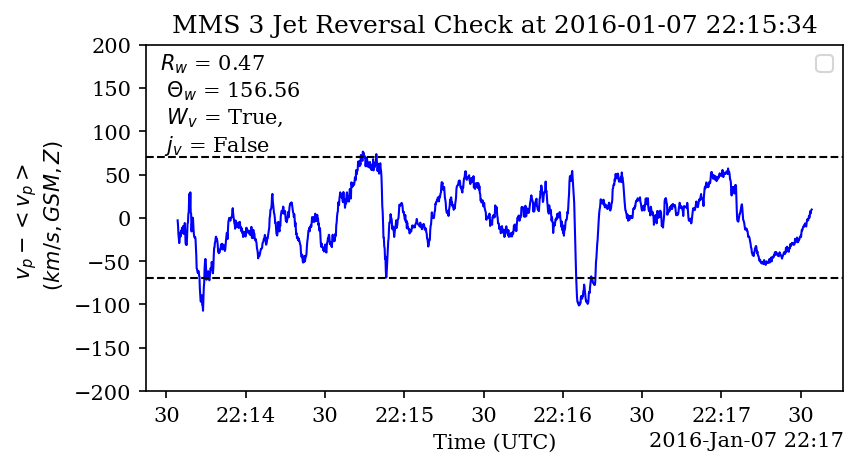 MMS 3 Jet Reversal Check at 2016-01-07 22:15:34
R_w = 0.47
Θ_w = 156.56
W_v = True,
j_v = False
v_p − < v_p >
(km/s, GSM, Z)
200
150
100
50
0
−50
−100
−150
−200
30 22:14 30 22:15 30 22:16 30 22:17 30
Time (UTC)
2016-Jan-07 22:17